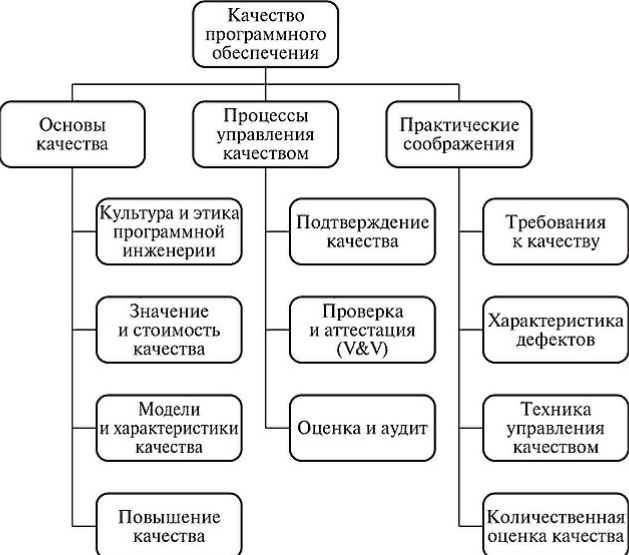 Качество
программного
обеспечения
Основы
качества
Процессы
управления
качеством
Практические
соображения
Культура и этика
программной
инженерии
Значение
и стоимость
качества
Модели
и характеристики
качества
Повышение
качества
Подтверждение
качества
Проверка
и аттестация
(V&V)
Оценка и аудит
Требования
к качеству
Характеристика
дефектов
Техника
управления
качеством
Количественная
оценка качества